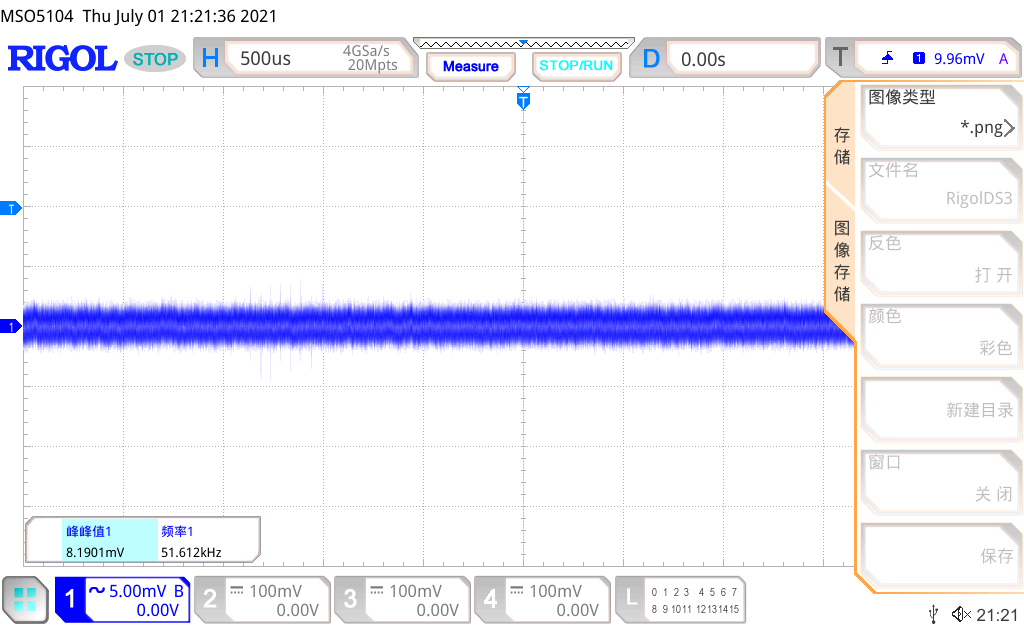 MSO5104 Thu July 01 21:21:36 2021
RIGOL STOP H 500us 4GSa/s 20Mpts Measure STOP/RUN D 0.00s T 1 9.96mV A
T
T
1
存储
图像存储
图像类型
*.png
文件名
RigolDS3
反色
打开
颜色
彩色
新建目录
窗口
关闭
保存
峰峰值1 频率1
8.1901mV 51.612kHz
1 5.00mV B 0.00V
2 100mV 0.00V
3 100mV 0.00V
4 100mV 0.00V
L 0 1 2 3 4 5 6 7
8 9 10 11 12 13 14 15
21:21